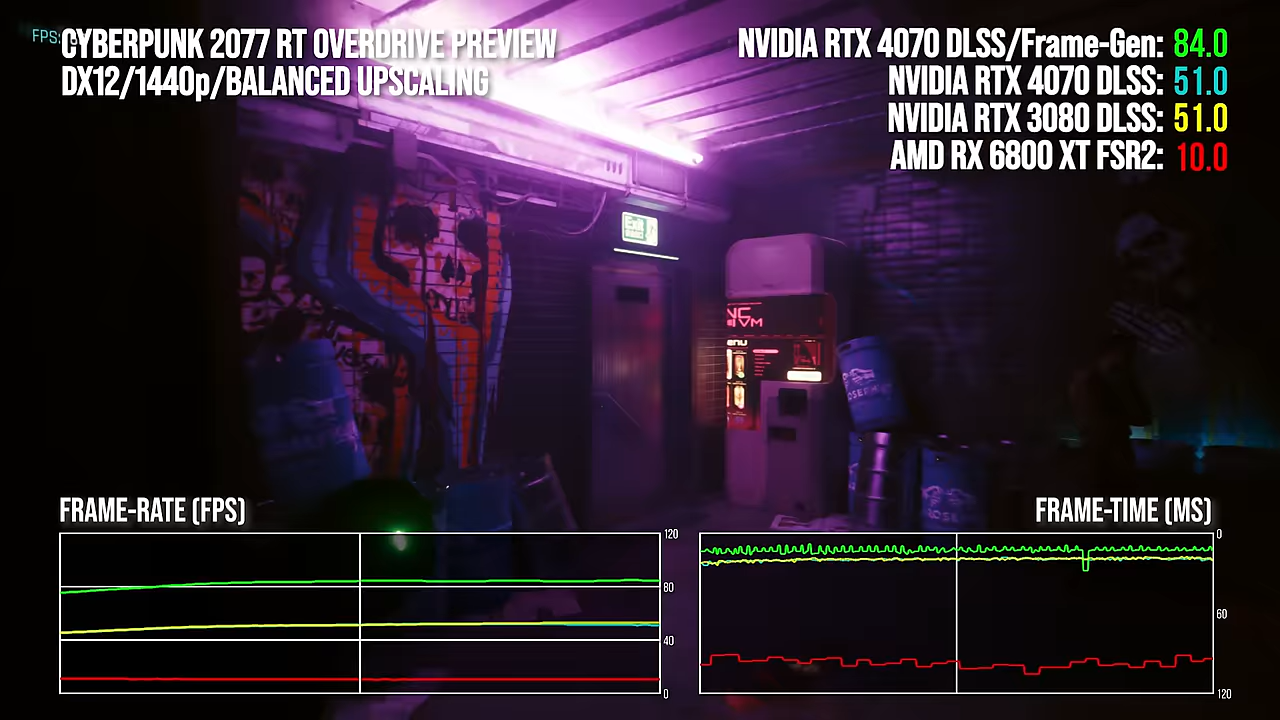 FPS:
CYBERPUNK 2077 RT OVERDRIVE PREVIEW
DX12/1440p/BALANCED UPSCALING
NVIDIA RTX 4070 DLSS/Frame-Gen: 84.0
NVIDIA RTX 4070 DLSS: 51.0
NVIDIA RTX 3080 DLSS: 51.0
AMD RX 6800 XT FSR2: 10.0
FRAME-RATE (FPS)
120
80
40
0
FRAME-TIME (MS)
0
60
120